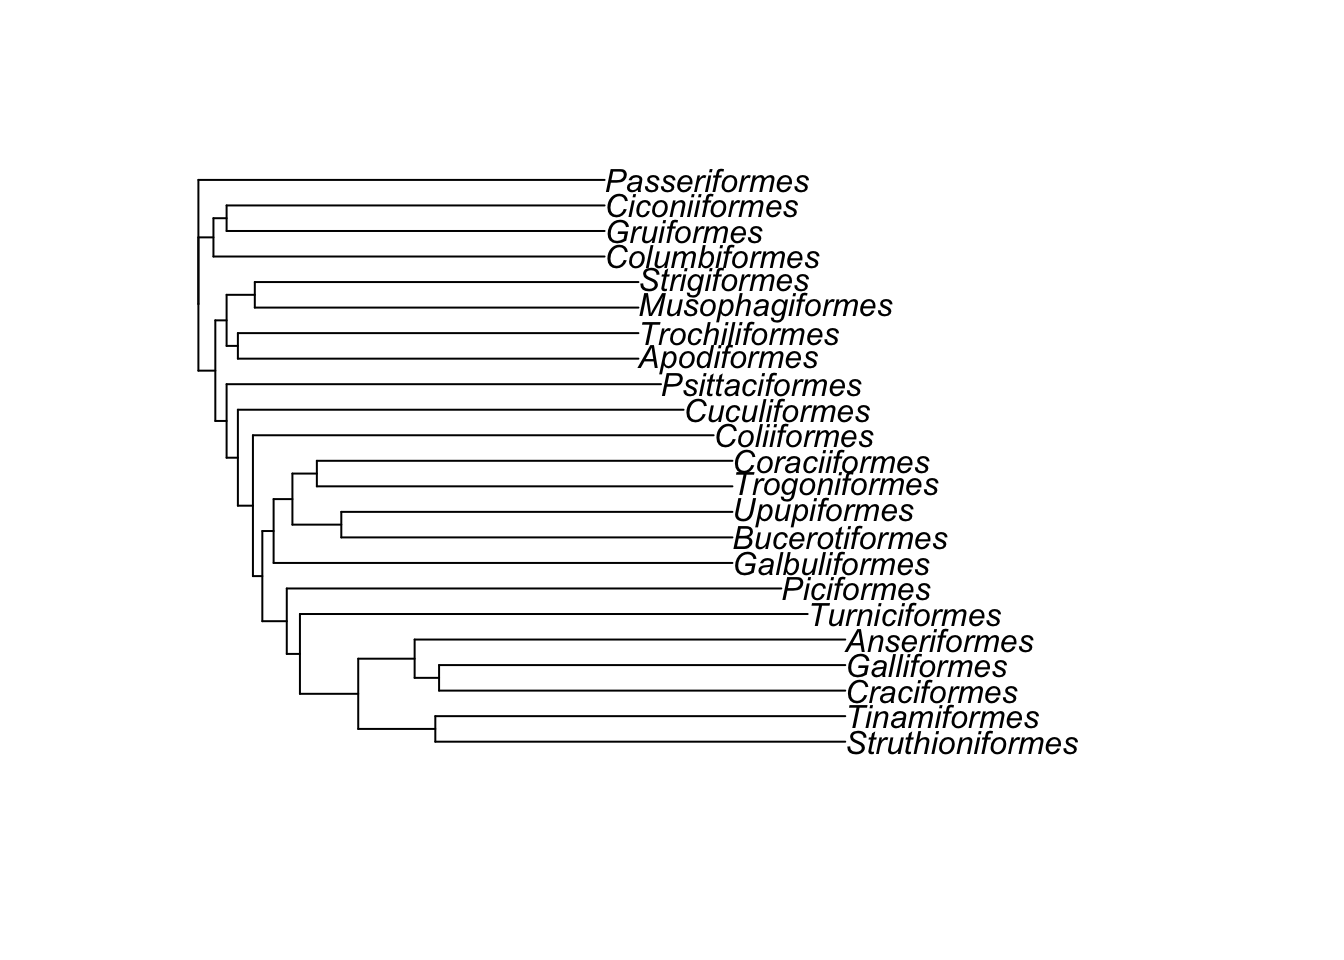 Passeriformes
Ciconiiformes
Gruiformes
Columbiformes
Strigiformes
Musophagiformes
Trochiliformes
Apodiformes
Psittaciformes
Cuculiformes
Coliiformes
Coraciiformes
Trogoniformes
Upupiformes
Bucerotiformes
Galbuliformes
Piciformes
Turniciformes
Anseriformes
Galliformes
Craciformes
Tinamiformes
Struthioniformes